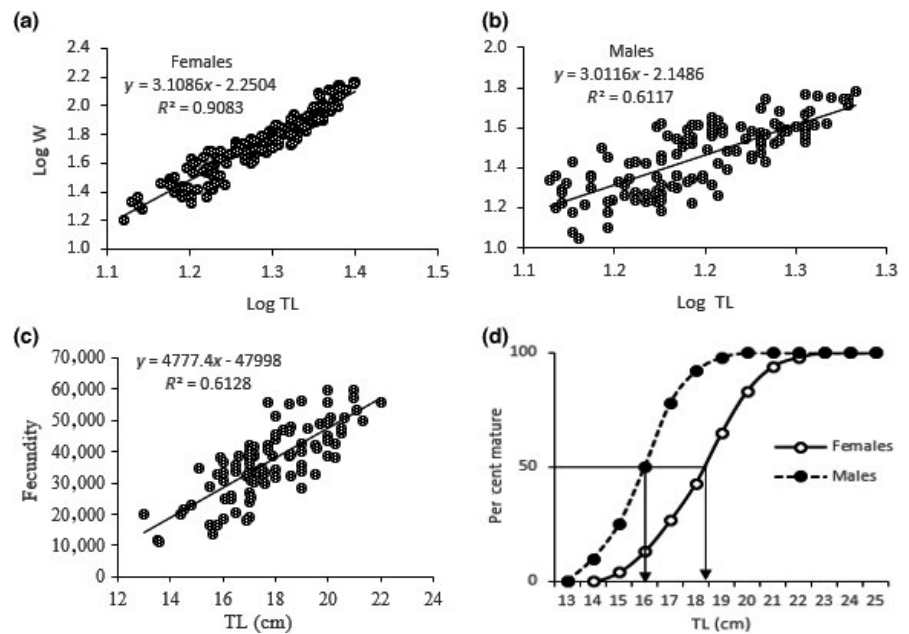 (a)
2.4
2.2
2.0
1.8
1.6
1.4
1.2
1.0
Log W
Females
y = 3.1086x - 2.2504
R² = 0.9083
1.1 1.2 1.3 1.4 1.5
Log TL
(b)
2.0
1.8
1.6
1.4
1.2
1.0
Males
y = 3.0116x - 2.1486
R² = 0.6117
1.1 1.2 1.2 1.3 1.3
Log TL
(c)
70,000
60,000
50,000
40,000
30,000
20,000
10,000
0
Fecundity
y = 4777.4x - 47998
R² = 0.6128
12 14 16 18 20 22 24
TL (cm)
(d)
100
50
0
Per cent mature
Females
Males
13 14 15 16 17 18 19 20 21 22 23 24 25
TL (cm)